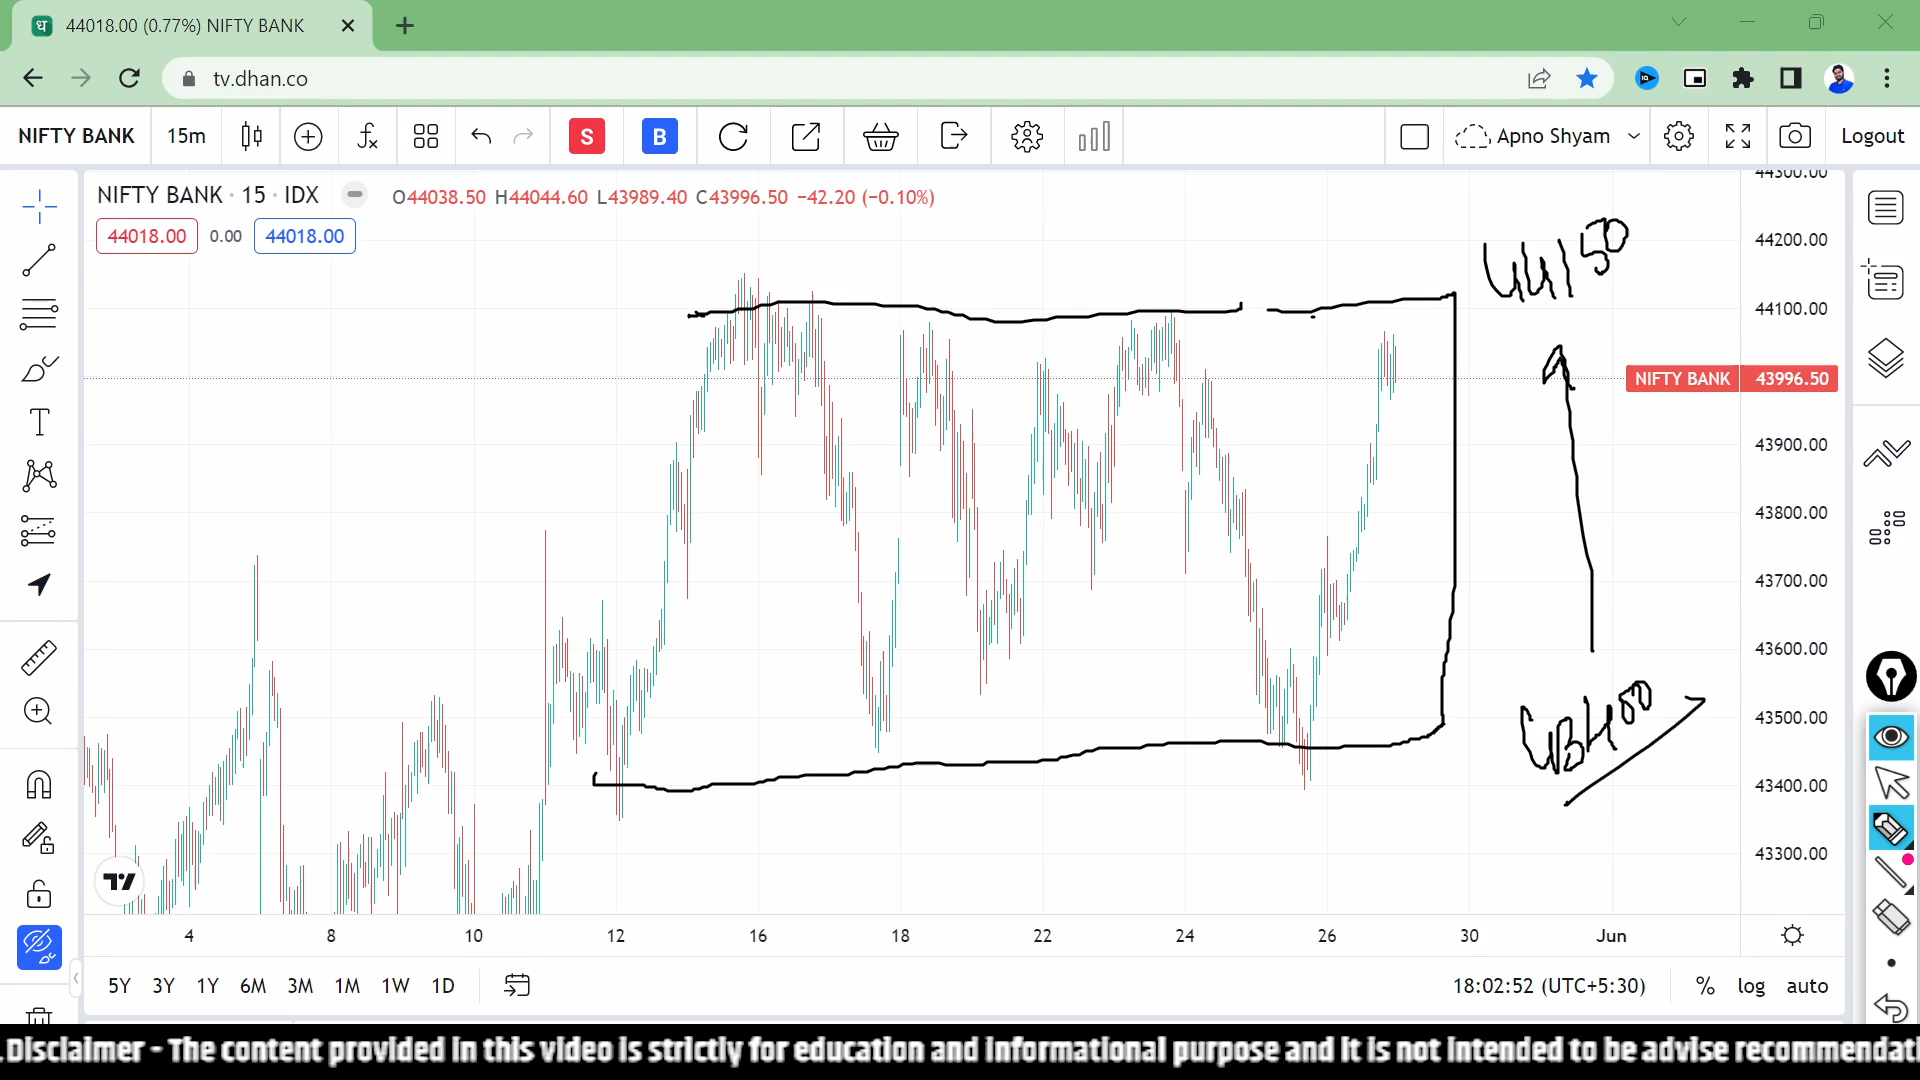 44018.00 (0.77%) NIFTY BANK
tv.dhan.co
NIFTY BANK 15m S B Apno Shyam Logout
NIFTY BANK · 15 · IDX O44038.50 H44044.60 L43989.40 C43996.50 −42.20 (−0.10%)
44018.00 0.00 44018.00
44150
44300.00
44200.00
44100.00
NIFTY BANK 43996.50
43900.00
43800.00
43700.00
43600.00
43500.00
43400.00
43300.00
43400
4 8 10 12 16 18 22 24 26 30 Jun
5Y 3Y 1Y 6M 3M 1M 1W 1D 18:02:52 (UTC+5:30) % log auto
.Disclaimer - The content provided in this video is strictly for education and informational purpose and it is not intended to be advise recommendati